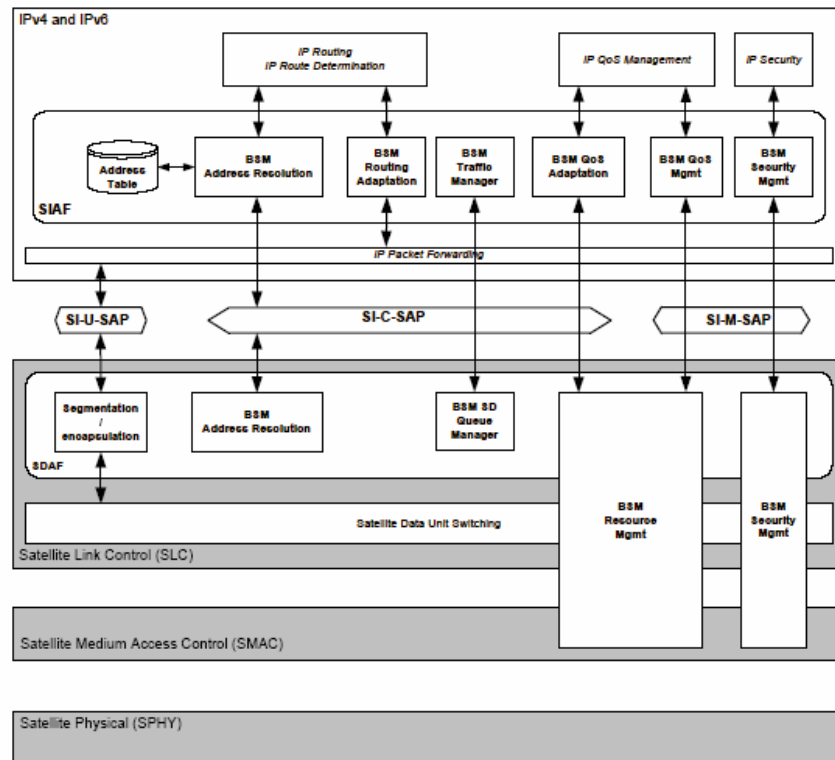 IPv4 and IPv6
IP Routing
IP Route Determination
IP QoS Management
IP Security
Address
Table
BSM
Address Resolution
BSM
Routing
Adaptation
BSM
Traffic
Manager
BSM QoS
Adaptation
BSM QoS
Mgmt
BSM
Security
Mgmt
SIAF
IP Packet Forwarding
SI-U-SAP
SI-C-SAP
SI-M-SAP
Segmentation
/
encapsulation
BSM
Address Resolution
BSM SD
Queue
Manager
SDAF
BSM
Resource
Mgmt
BSM
Security
Mgmt
Satellite Data Unit Switching
Satellite Link Control (SLC)
Satellite Medium Access Control (SMAC)
Satellite Physical (SPHY)